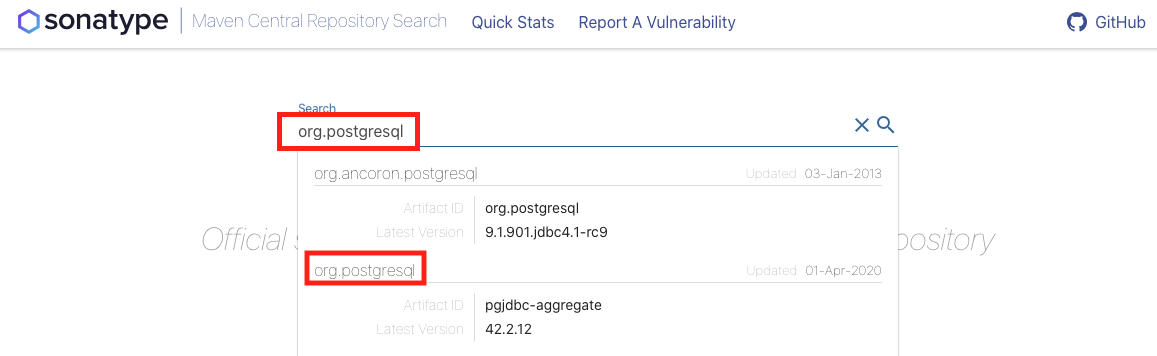 sonatype Maven Central Repository Search Quick Stats Report A Vulnerability GitHub
Search
org.postgresql
org.ancoron.postgresql Updated 03-Jan-2013
Artifact ID org.postgresql
Latest Version 9.1.901.jdbc4.1-rc9
Official pository
org.postgresql Updated 01-Apr-2020
Artifact ID pgjdbc-aggregate
Latest Version 42.2.12